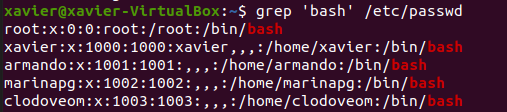 xavier@xavier-VirtualBox:~$ grep 'bash' /etc/passwd
root:x:0:0:root:/root:/bin/bash
xavier:x:1000:1000:xavier,,,:/home/xavier:/bin/bash
armando:x:1001:1001:,,,:/home/armando:/bin/bash
marinapg:x:1002:1002:,,,:/home/marinapg:/bin/bash
clodoveom:x:1003:1003:,,,:/home/clodoveom:/bin/bash